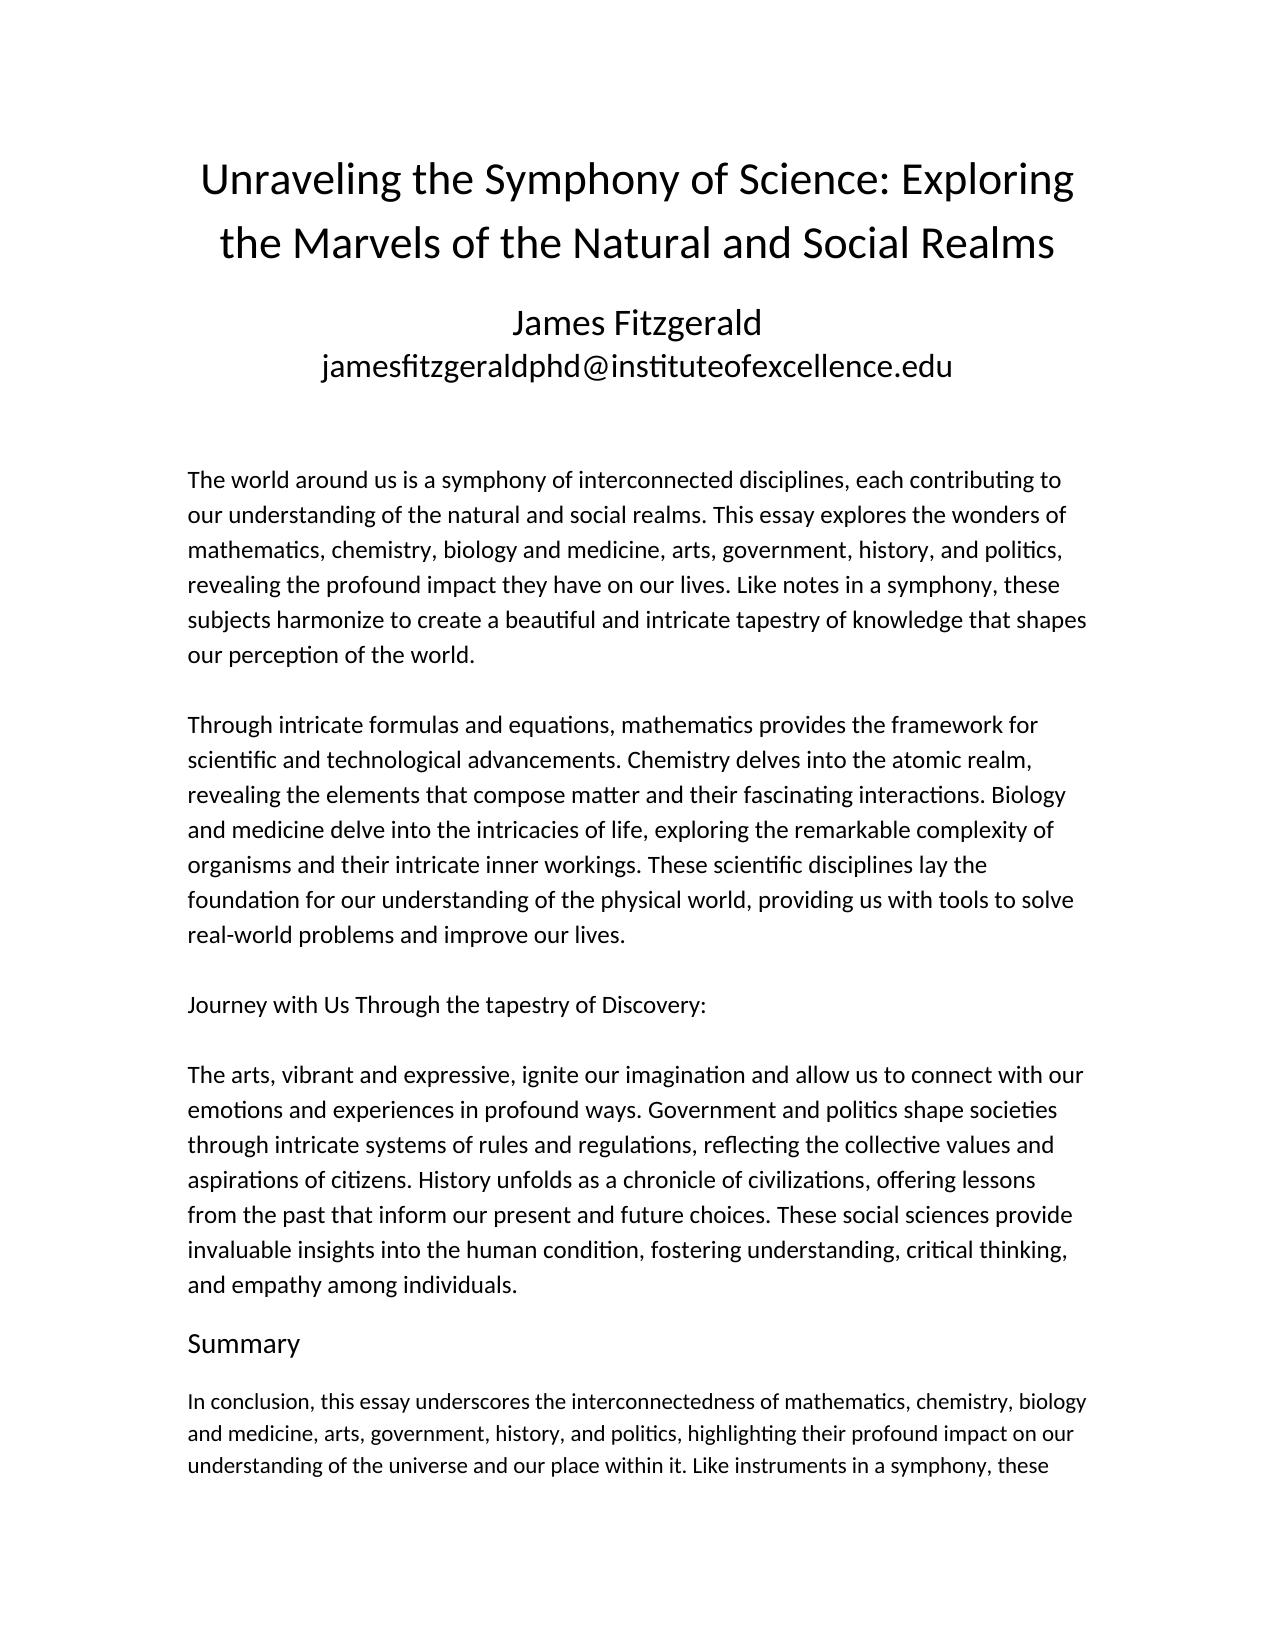 Unraveling the Symphony of Science: Exploring
the Marvels of the Natural and Social Realms
James Fitzgerald
jamesfitzgeraldphd@instituteofexcellence.edu
The world around us is a symphony of interconnected disciplines, each contributing to
our understanding of the natural and social realms. This essay explores the wonders of
mathematics, chemistry, biology and medicine, arts, government, history, and politics,
revealing the profound impact they have on our lives. Like notes in a symphony, these
subjects harmonize to create a beautiful and intricate tapestry of knowledge that shapes
our perception of the world.
Through intricate formulas and equations, mathematics provides the framework for
scientific and technological advancements. Chemistry delves into the atomic realm,
revealing the elements that compose matter and their fascinating interactions. Biology
and medicine delve into the intricacies of life, exploring the remarkable complexity of
organisms and their intricate inner workings. These scientific disciplines lay the
foundation for our understanding of the physical world, providing us with tools to solve
real-world problems and improve our lives.
Journey with Us Through the tapestry of Discovery:
The arts, vibrant and expressive, ignite our imagination and allow us to connect with our
emotions and experiences in profound ways. Government and politics shape societies
through intricate systems of rules and regulations, reflecting the collective values and
aspirations of citizens. History unfolds as a chronicle of civilizations, offering lessons
from the past that inform our present and future choices. These social sciences provide
invaluable insights into the human condition, fostering understanding, critical thinking,
and empathy among individuals.
Summary
In conclusion, this essay underscores the interconnectedness of mathematics, chemistry, biology
and medicine, arts, government, history, and politics, highlighting their profound impact on our
understanding of the universe and our place within it. Like instruments in a symphony, these